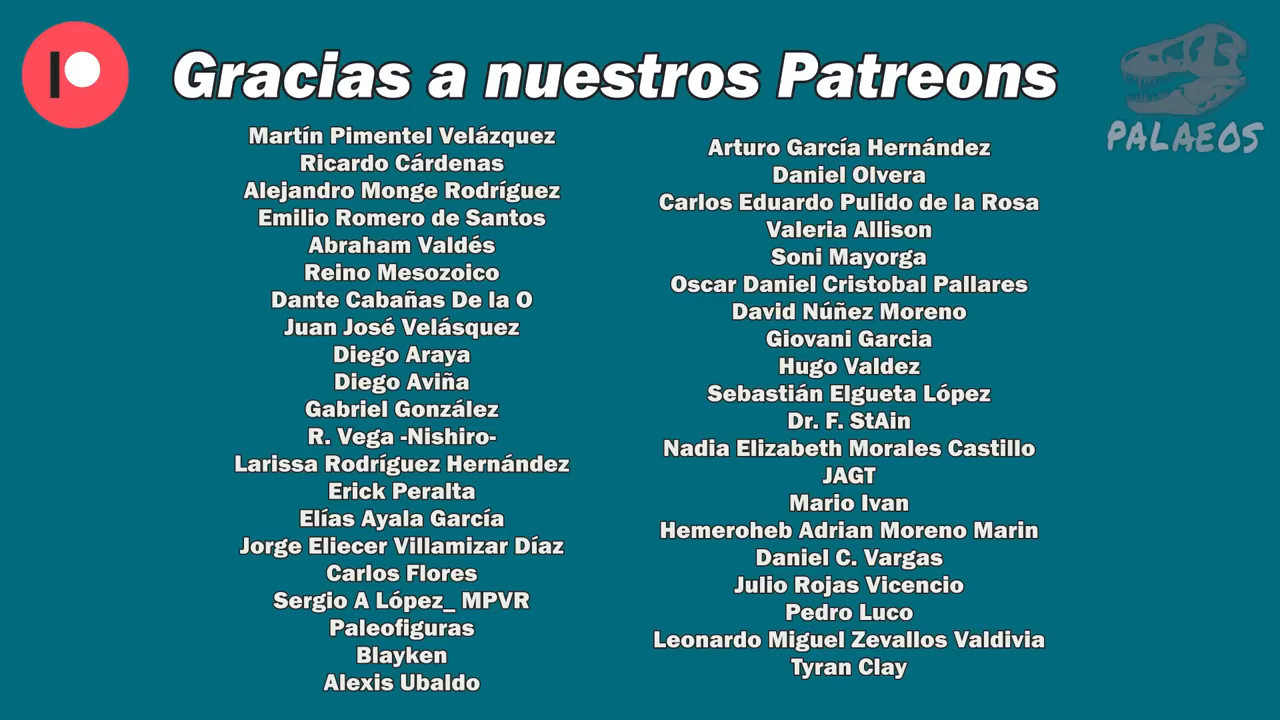 Gracias a nuestros Patreons
PALAEOS
Martín Pimentel Velázquez
Ricardo Cárdenas
Alejandro Monge Rodríguez
Emilio Romero de Santos
Abraham Valdés
Reino Mesozoico
Dante Cabañas De la O
Juan José Velásquez
Diego Araya
Diego Aviña
Gabriel González
R. Vega -Nishiro-
Larissa Rodríguez Hernández
Erick Peralta
Elías Ayala García
Jorge Eliecer Villamizar Díaz
Carlos Flores
Sergio A López_ MPVR
Paleofiguras
Blayken
Alexis Ubaldo
Arturo García Hernández
Daniel Olvera
Carlos Eduardo Pulido de la Rosa
Valeria Allison
Soni Mayorga
Oscar Daniel Cristobal Pallares
David Núñez Moreno
Giovani Garcia
Hugo Valdez
Sebastián Elgueta López
Dr. F. StAin
Nadia Elizabeth Morales Castillo
JAGT
Mario Ivan
Hemeroheb Adrian Moreno Marin
Daniel C. Vargas
Julio Rojas Vicencio
Pedro Luco
Leonardo Miguel Zevallos Valdivia
Tyran Clay